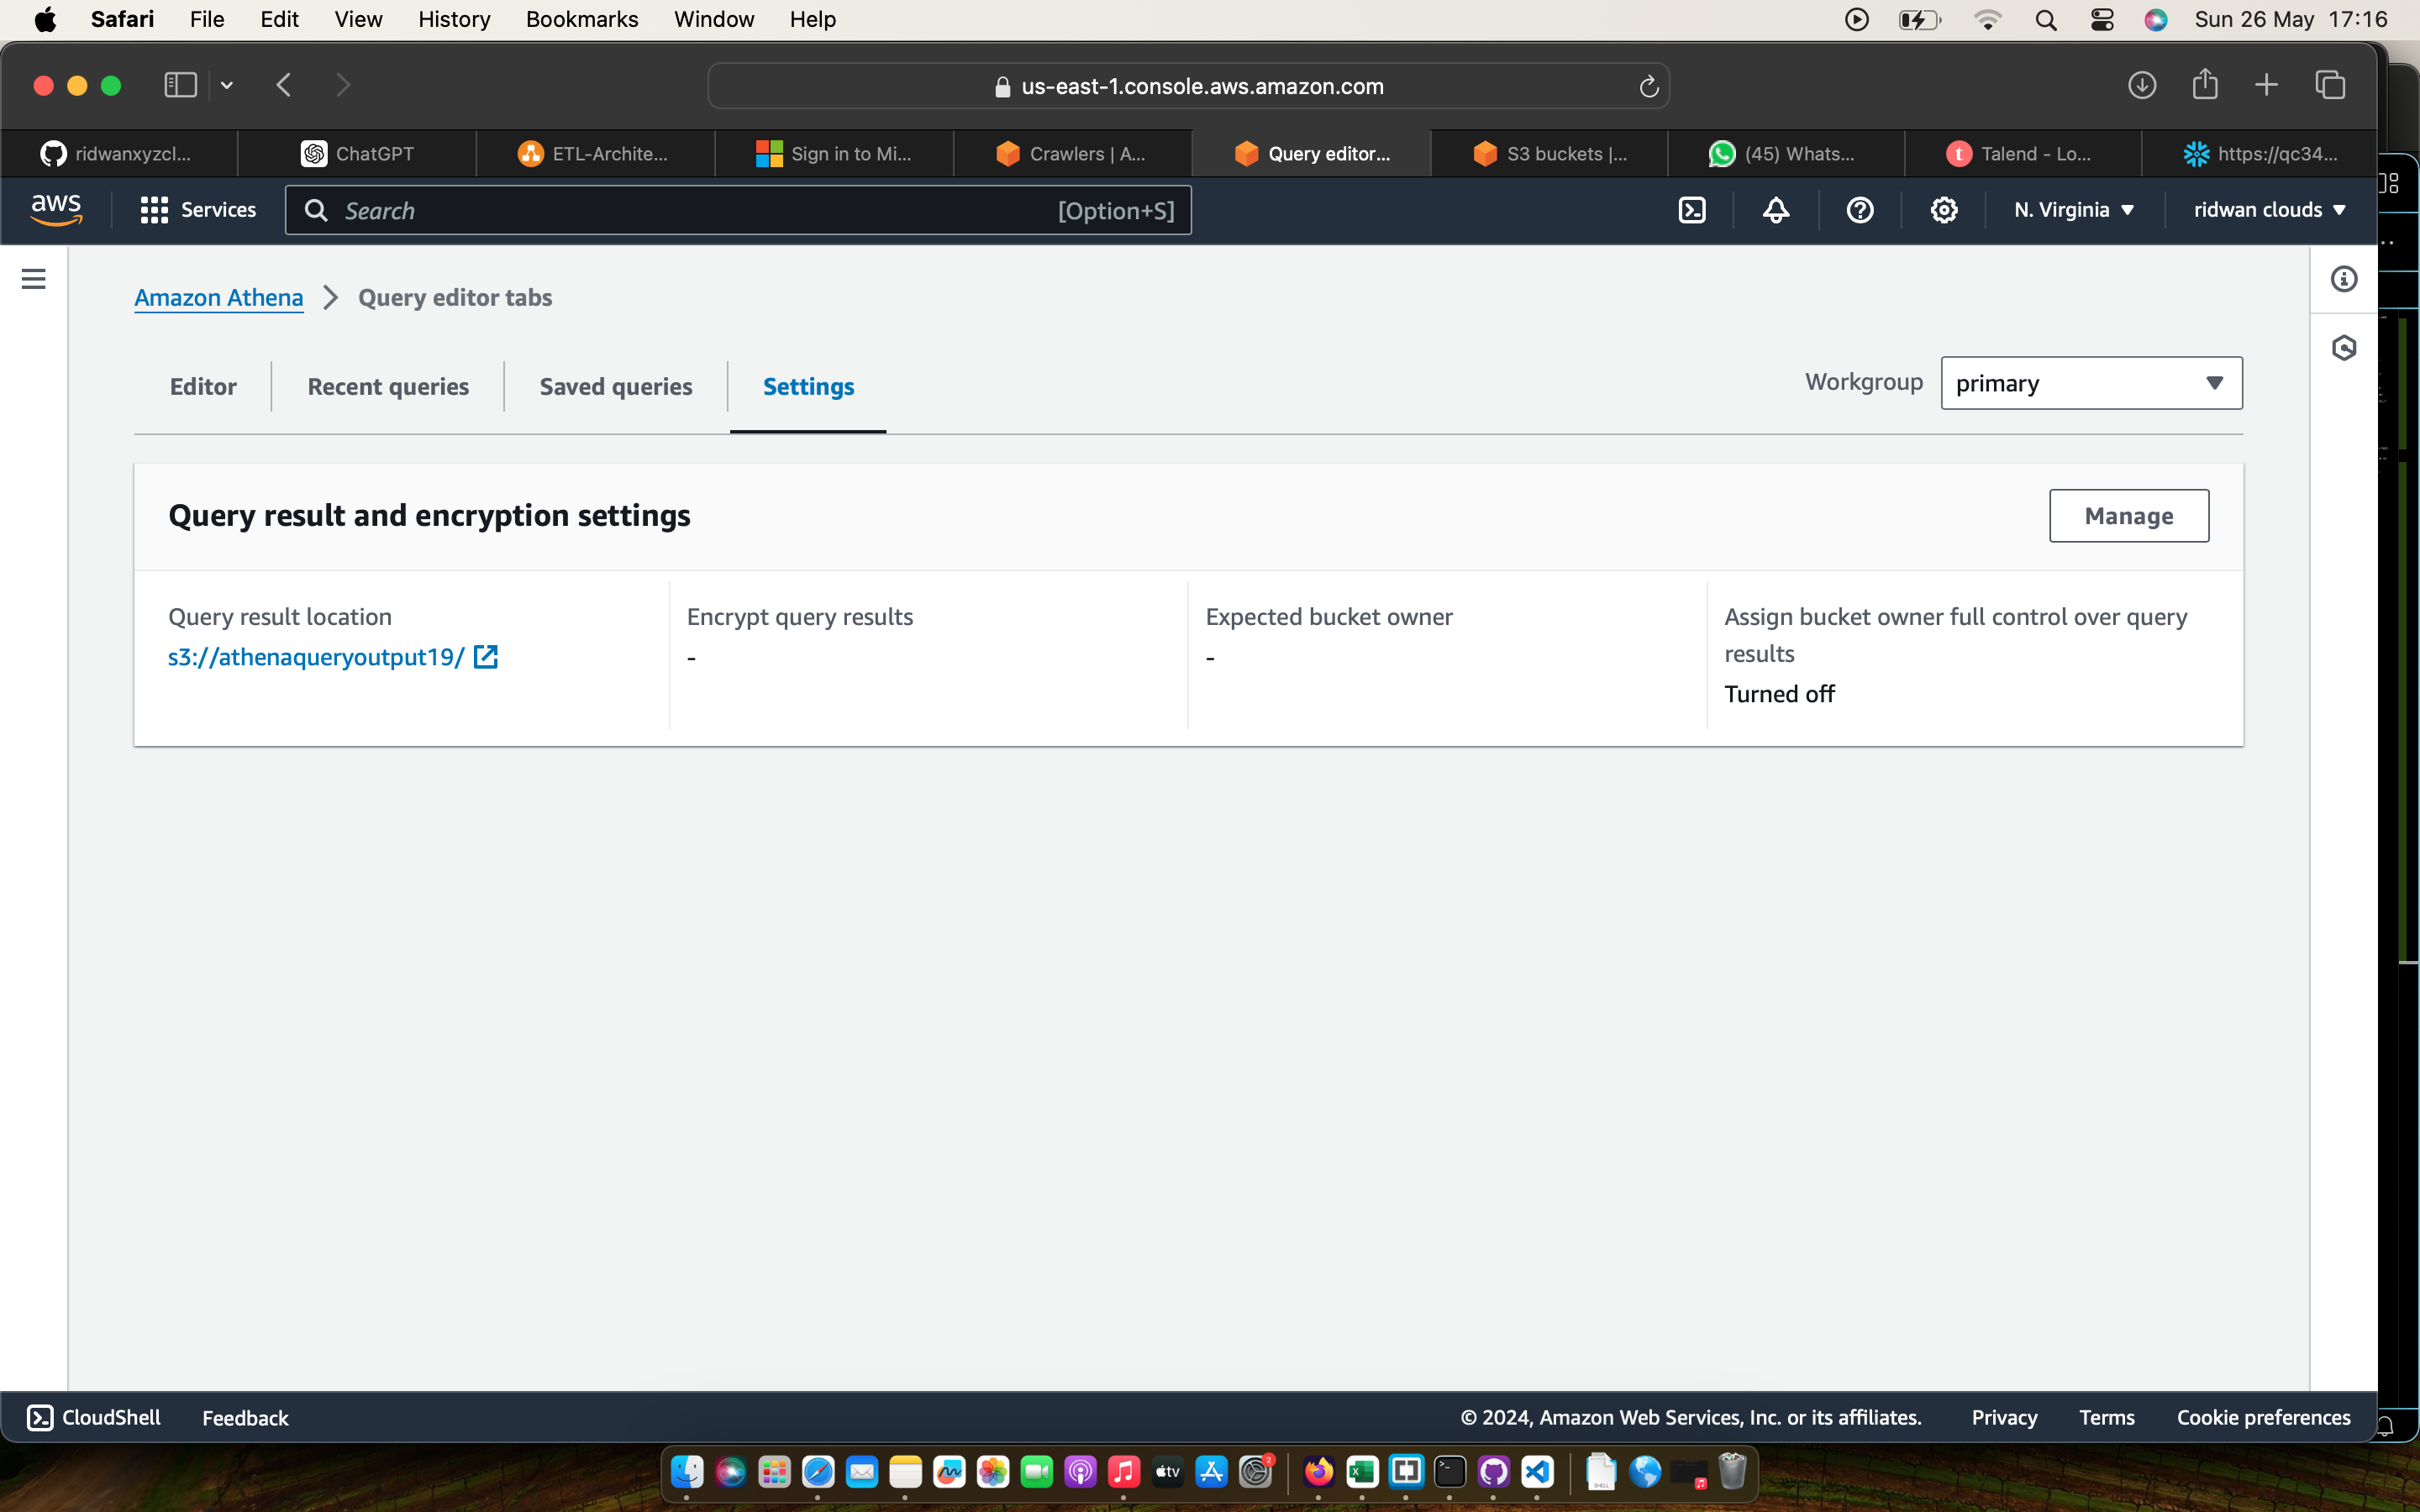 Safari File Edit View History Bookmarks Window Help Sun 26 May 17:16
us-east-1.console.aws.amazon.com
ridwanxyzcl... ChatGPT ETL-Archite... Sign in to Mi... Crawlers | A... Query editor... S3 buckets |... (45) Whats... Talend - Lo... https://qc34...
aws Services Search [Option+S] N. Virginia ridwan clouds
Amazon Athena Query editor tabs
Editor Recent queries Saved queries Settings Workgroup primary
Query result and encryption settings Manage
Query result location Encrypt query results Expected bucket owner Assign bucket owner full control over query
results
s3://athenaqueryoutput19/ - -
Turned off
CloudShell Feedback © 2024, Amazon Web Services, Inc. or its affiliates. Privacy Terms Cookie preferences
tv 2
SHELL